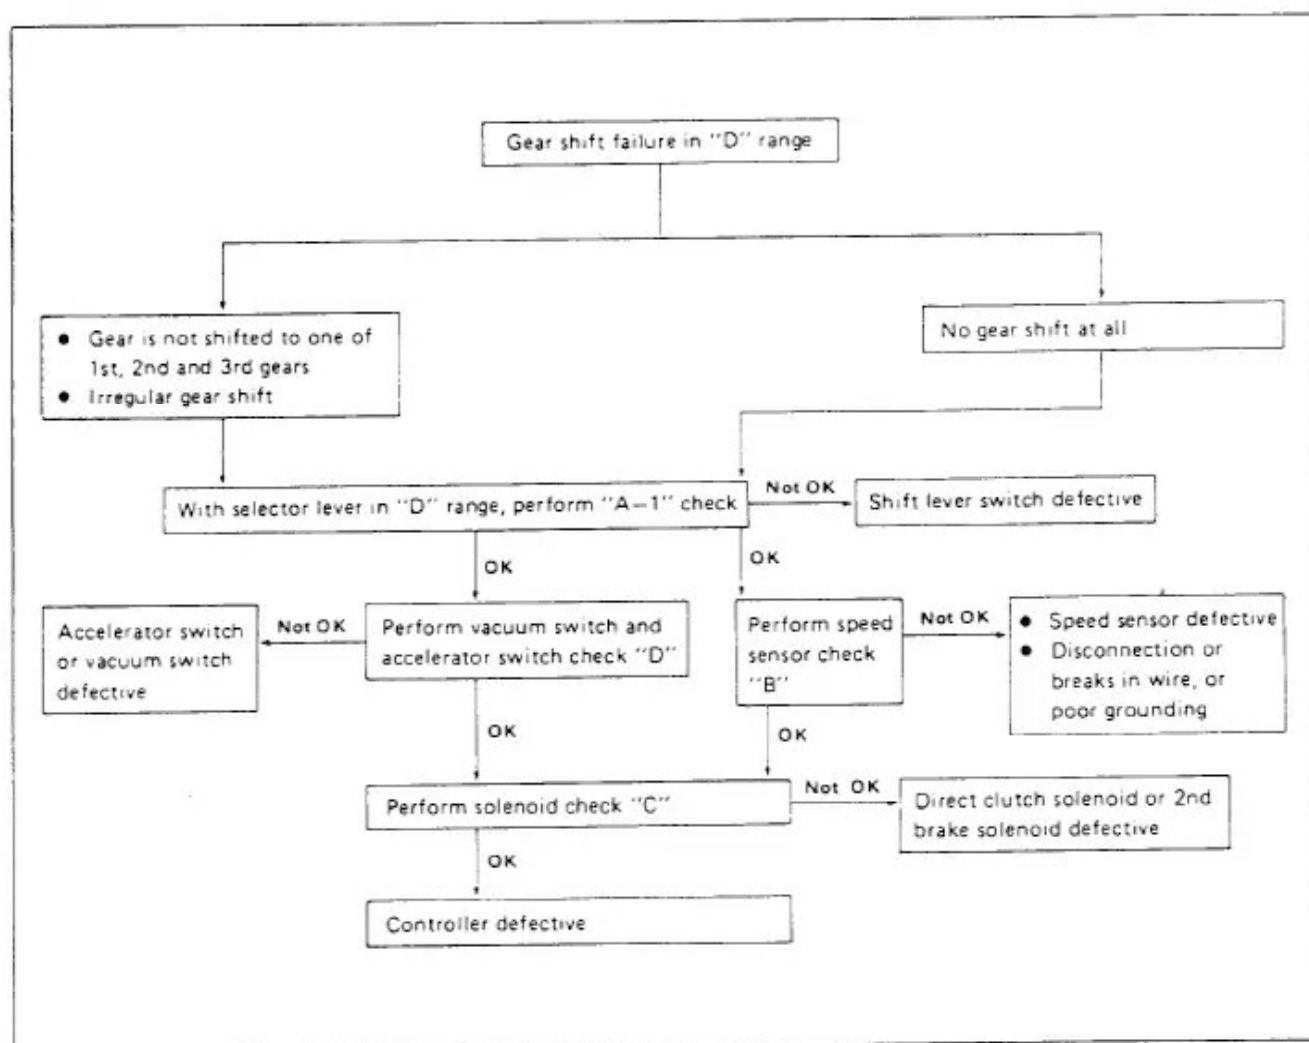 Gear shift failure in "D" range
● Gear is not shifted to one of
1st, 2nd and 3rd gears
● Irregular gear shift
No gear shift at all
With selector lever in "D" range, perform "A-1" check
Not OK
Shift lever switch defective
OK
OK
Accelerator switch
or vacuum switch
defective
Not OK
Perform vacuum switch and
accelerator switch check "D"
Perform speed
sensor check
"B"
Not OK
● Speed sensor defective
● Disconnection or
breaks in wire, or
poor grounding
OK
OK
Perform solenoid check "C"
Not OK
Direct clutch solenoid or 2nd
brake solenoid defective
OK
Controller defective